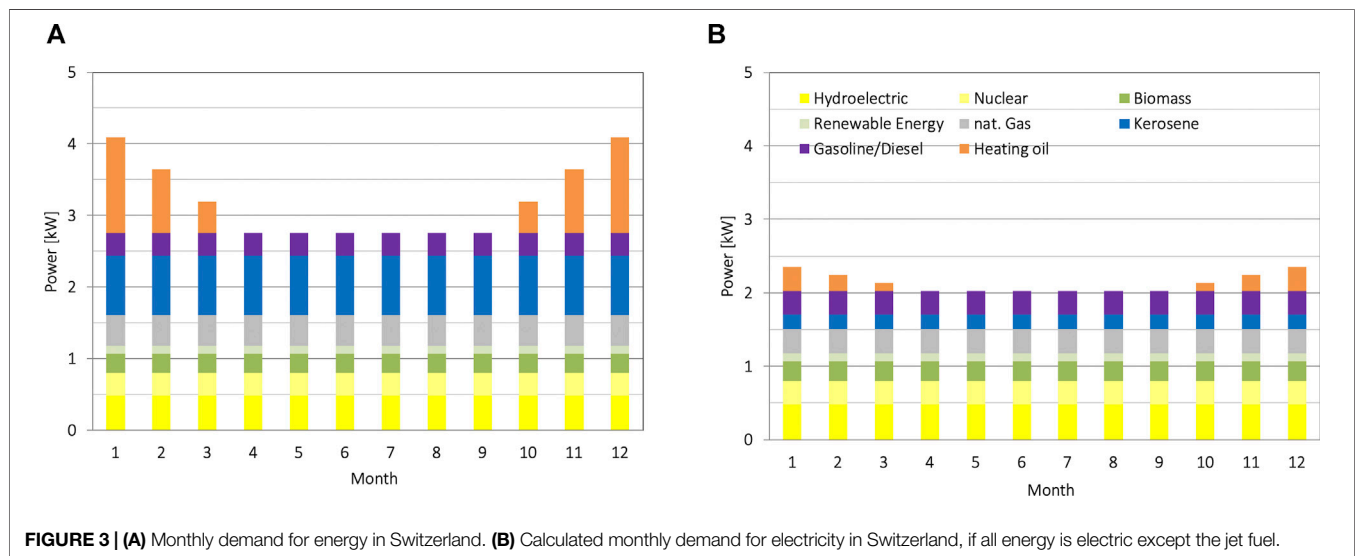 A
5
4
3
2
1
0
Power [kW]
1 2 3 4 5 6 7 8 9 10 11 12
Month
B
5
4
3
2
1
0
Power [kW]
Hydroelectric Nuclear Biomass
Renewable Energy nat. Gas Kerosene
Gasoline/Diesel Heating oil
1 2 3 4 5 6 7 8 9 10 11 12
Month
FIGURE 3 | (A) Monthly demand for energy in Switzerland. (B) Calculated monthly demand for electricity in Switzerland, if all energy is electric except the jet fuel.